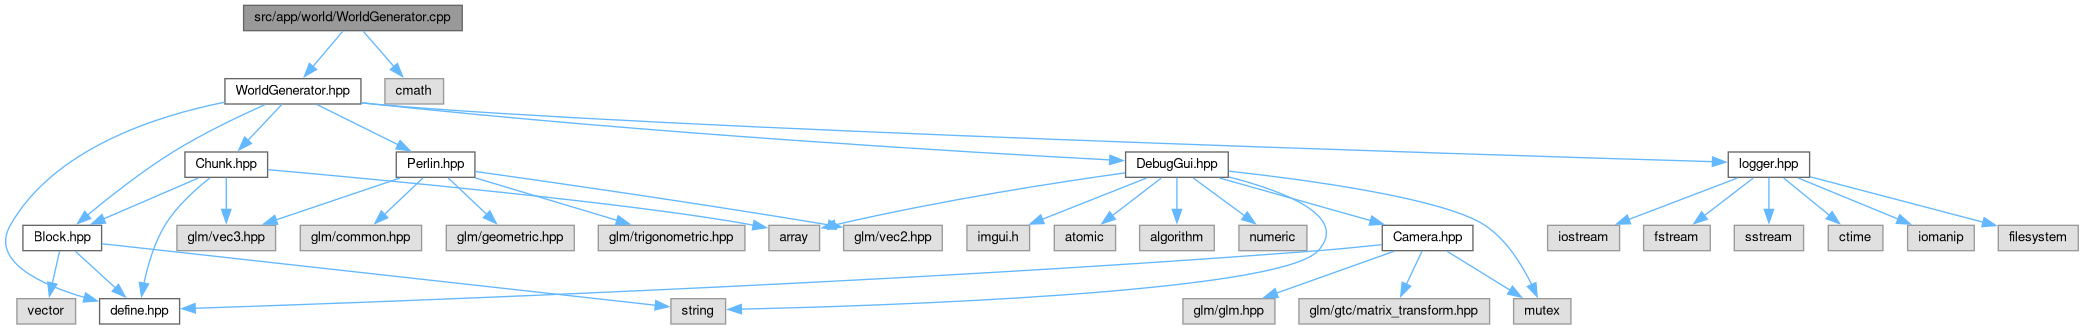 src/app/world/WorldGenerator.cpp
WorldGenerator.hpp
cmath
Chunk.hpp
Perlin.hpp
DebugGui.hpp
logger.hpp
Block.hpp
glm/vec3.hpp
glm/common.hpp
glm/geometric.hpp
glm/trigonometric.hpp
array
glm/vec2.hpp
imgui.h
atomic
algorithm
numeric
Camera.hpp
iostream
fstream
sstream
ctime
iomanip
filesystem
vector
define.hpp
string
glm/glm.hpp
glm/gtc/matrix_transform.hpp
mutex